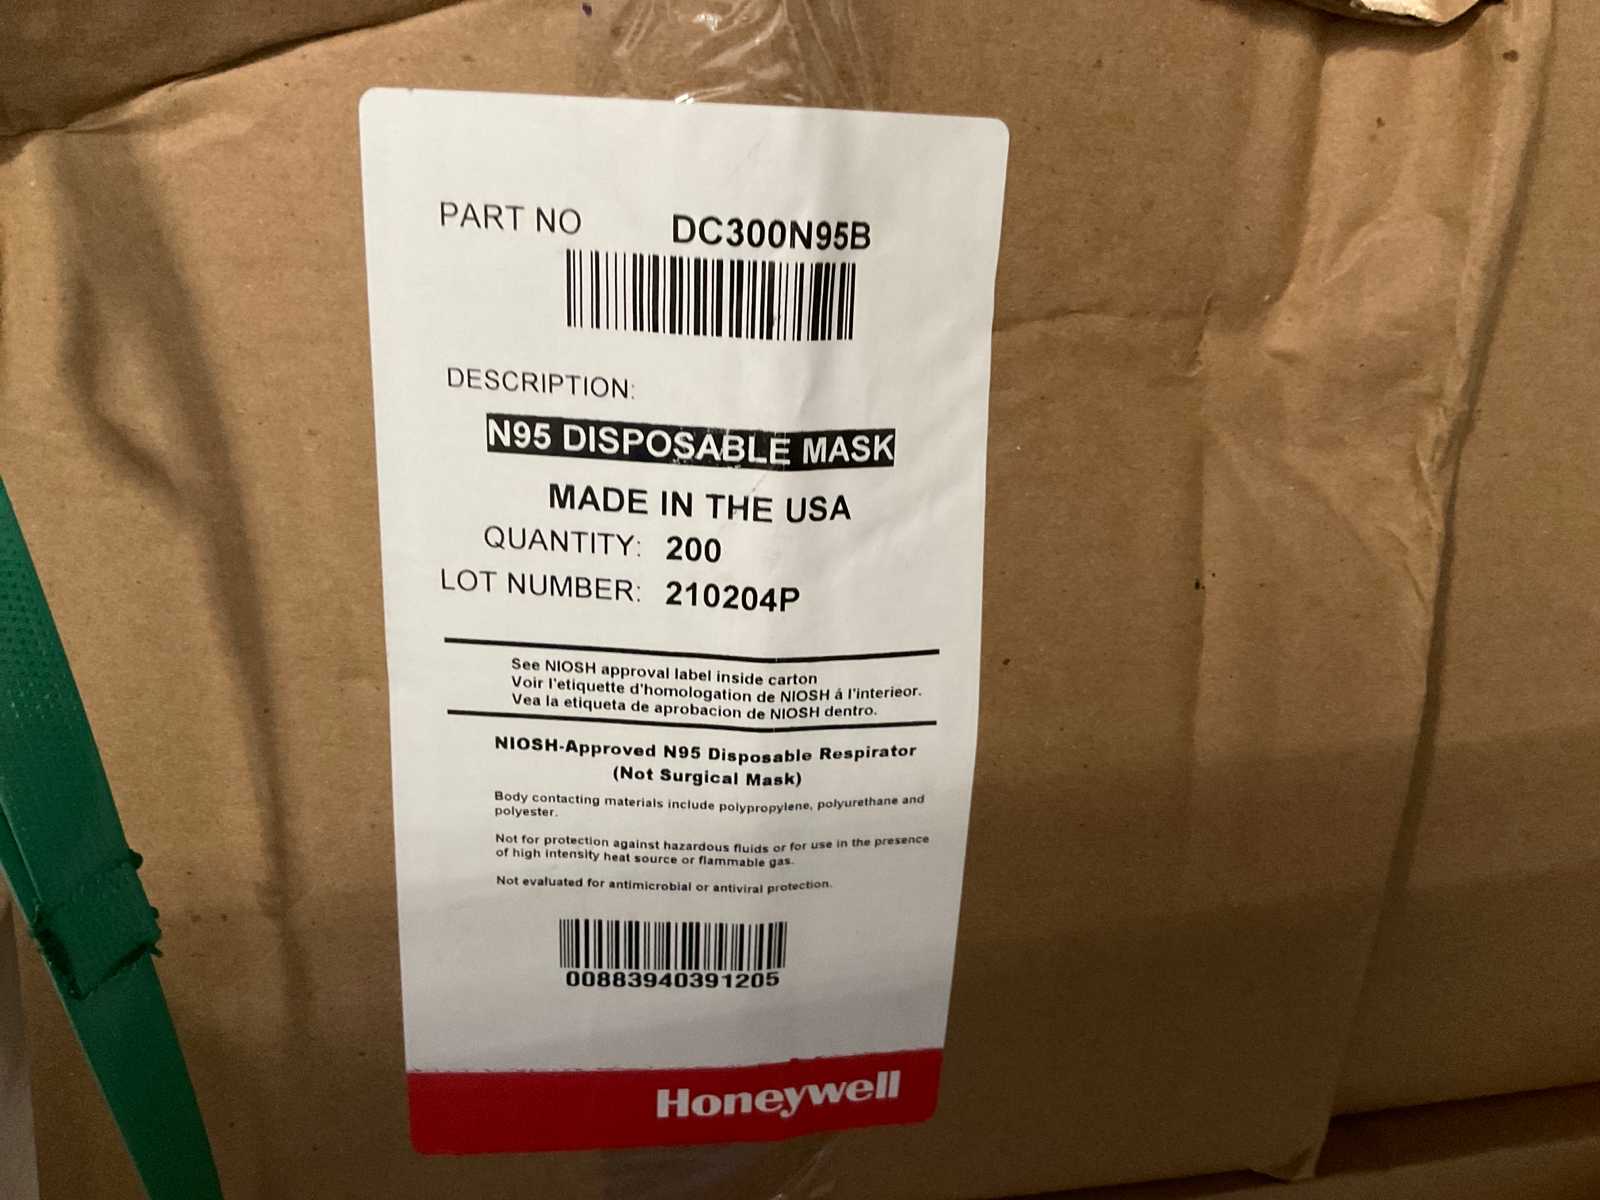 PART NO DC300N95B
DESCRIPTION:
N95 DISPOSABLE MASK
MADE IN THE USA
QUANTITY: 200
LOT NUMBER: 210204P
See NIOSH approval label inside carton
Voir l'etiquette d'homologation de NIOSH á l'interieor.
Vea la etiqueta de aprobacion de NIOSH dentro.
NIOSH-Approved N95 Disposable Respirator
(Not Surgical Mask)
Body contacting materials include polypropylene, polyurethane and
polyester.
Not for protection against hazardous fluids or for use in the presence
of high intensity heat source or flammable gas.
Not evaluated for antimicrobial or antiviral protection.
00883940391205
Honeywell